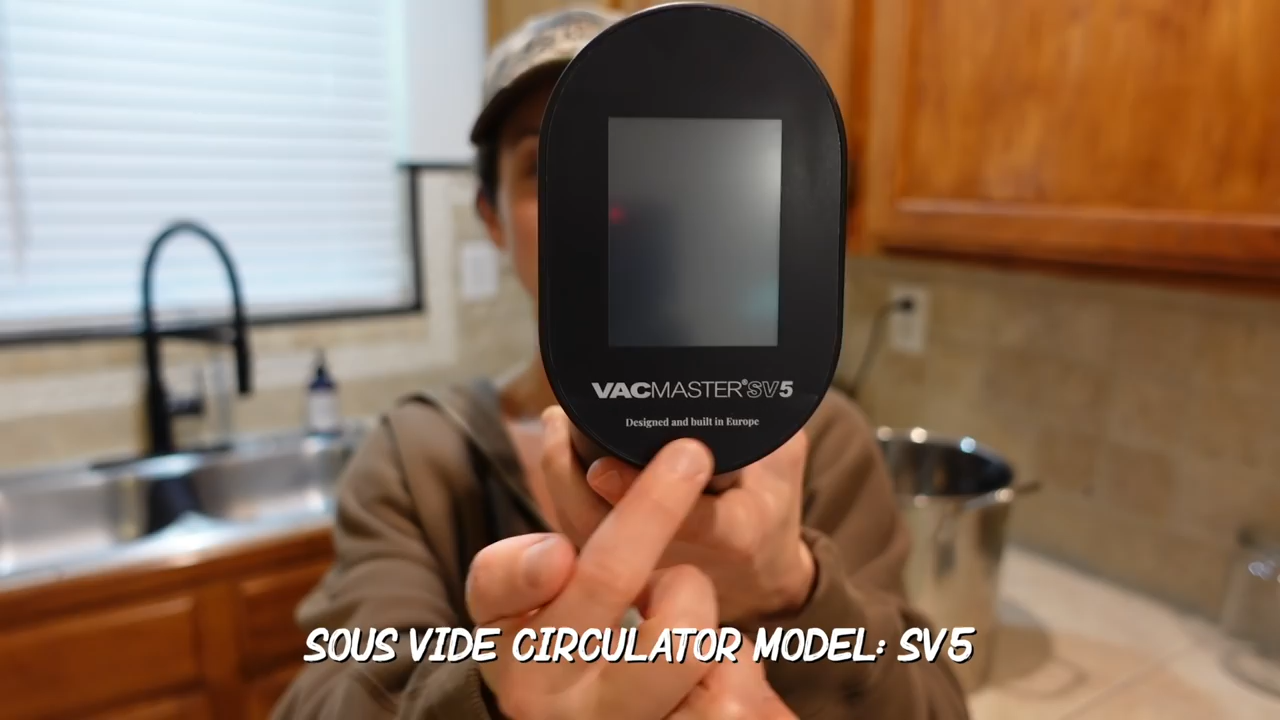 VACMASTER® SV5
Designed and built in Europe
SOUS VIDE CIRCULATOR MODEL: SV5